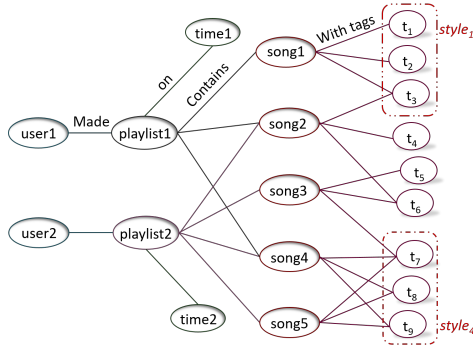 time1
With tags
t1
style1
song1
t2
on
Contains
t3
Made
user1
playlist1
song2
t4
t5
song3
t6
user2
playlist2
song4
t7
t8
time2
song5
t9
style4